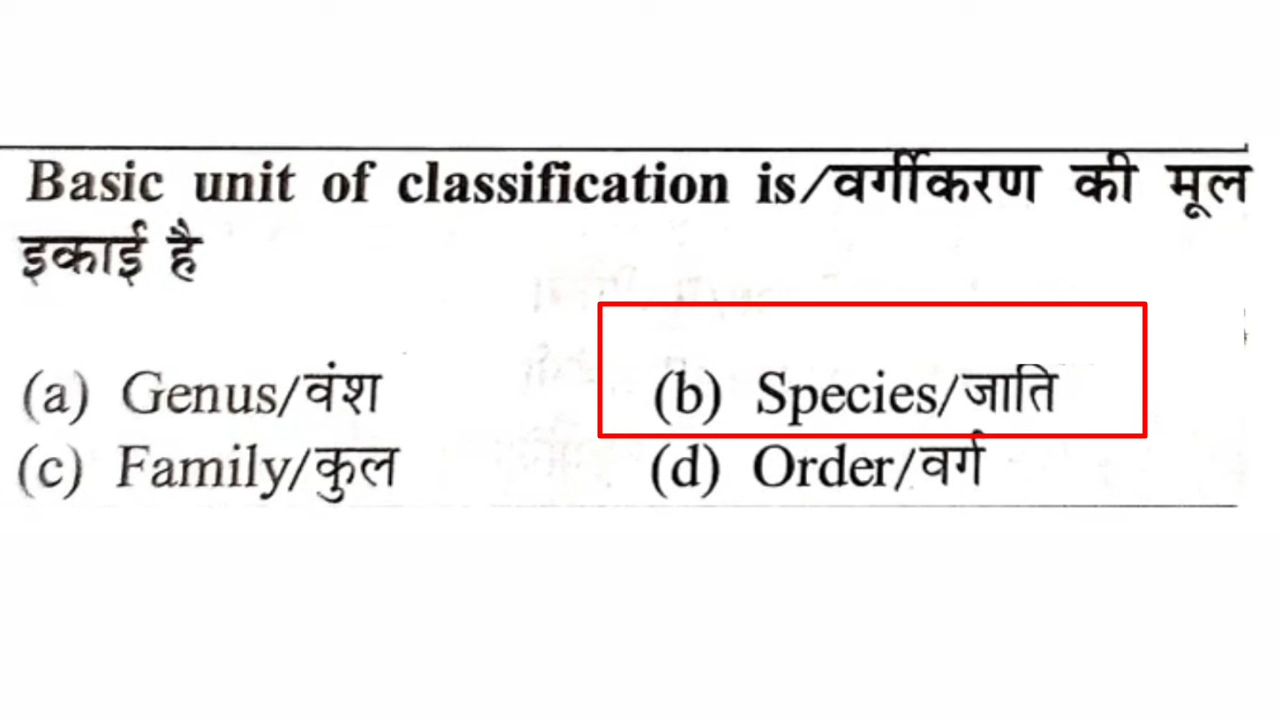 Basic unit of classification is/वर्गीकरण की मूल
इकाई है
(a) Genus/वंश (b) Species/जाति
(c) Family/कुल (d) Order/वर्ग